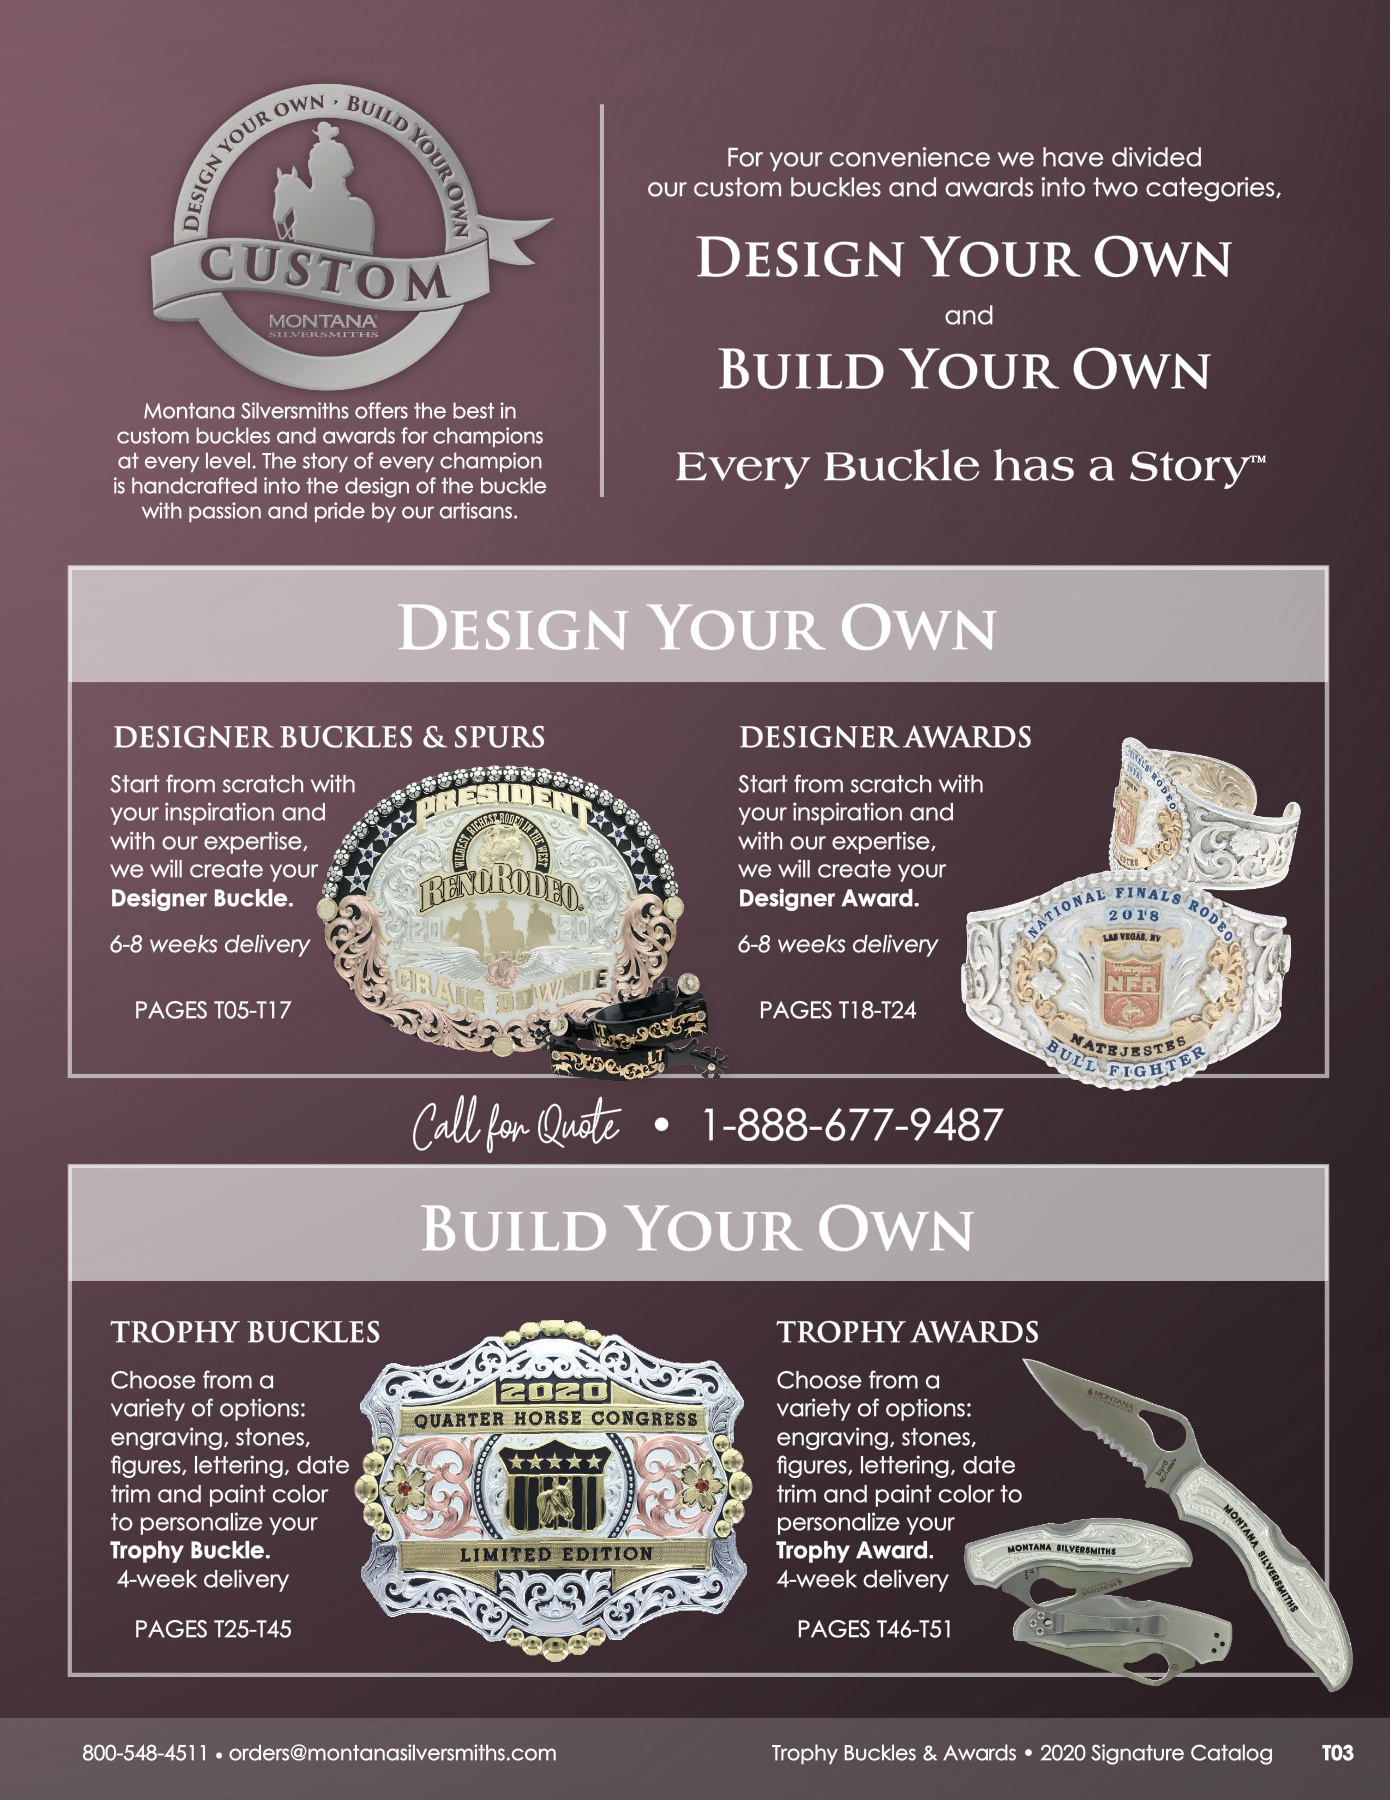 DESIGN YOUR OWN · BUILD YOUR OWN
CUSTOM
MONTANA
SILVERSMITHS
Montana Silversmiths offers the best in
custom buckles and awards for champions
at every level. The story of every champion
is handcrafted into the design of the buckle
with passion and pride by our artisans.
For your convenience we have divided
our custom buckles and awards into two categories,
DESIGN YOUR OWN
and
BUILD YOUR OWN
Every Buckle has a Story™
DESIGN YOUR OWN
DESIGNER BUCKLES & SPURS
Start from scratch with
your inspiration and
with our expertise,
we will create your
Designer Buckle.
6-8 weeks delivery
PAGES T05-T17
PRESIDENT
WILDEST, RICHEST RODEO IN THE WEST
RENO RODEO
20 20
CRAIG DOWNIE
LT
LT
DESIGNER AWARDS
Start from scratch with
your inspiration and
with our expertise,
we will create your
Designer Award.
6-8 weeks delivery
PAGES T18-T24
NATIONAL FINALS RODEO
2018
LAS VEGAS, NV
Wrangler
NFR
NATE JESTES
BULL FIGHTER
Call for Quote • 1-888-677-9487
BUILD YOUR OWN
TROPHY BUCKLES
Choose from a
variety of options:
engraving, stones,
figures, lettering, date
trim and paint color
to personalize your
Trophy Buckle.
4-week delivery
PAGES T25-T45
2020
QUARTER HORSE CONGRESS
LIMITED EDITION
TROPHY AWARDS
Choose from a
variety of options:
engraving, stones,
figures, lettering, date
trim and paint color to
personalize your
Trophy Award.
4-week delivery
PAGES T46-T51
MONTANA
byrd
MONTANA SILVERSMITHS
MONTANA SILVERSMITHS
800-548-4511 • orders@montanasilversmiths.com
Trophy Buckles & Awards • 2020 Signature Catalog T03